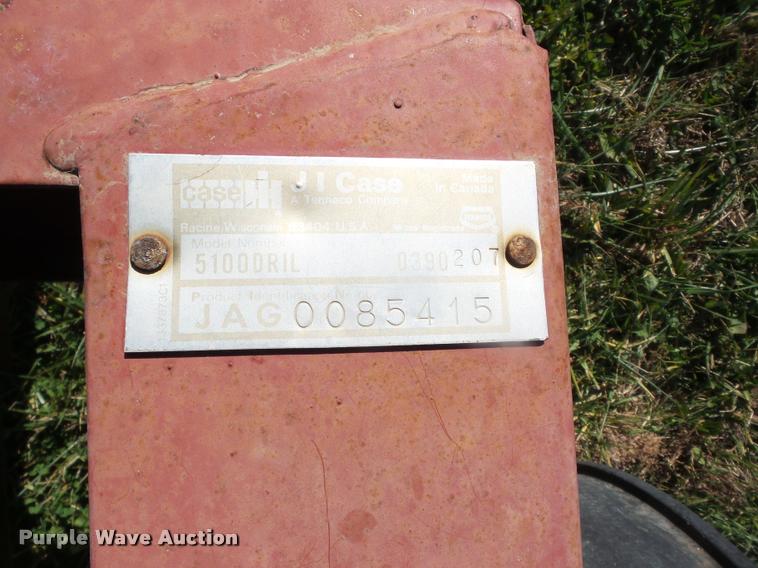 case IH
J I Case
A Tenneco Company
Made
in Canada
Racine, Wisconsin 53404 U.S.A.
Model Number
5100DRIL 0390207
Product Identification
JAG0085415
Purple Wave Auction